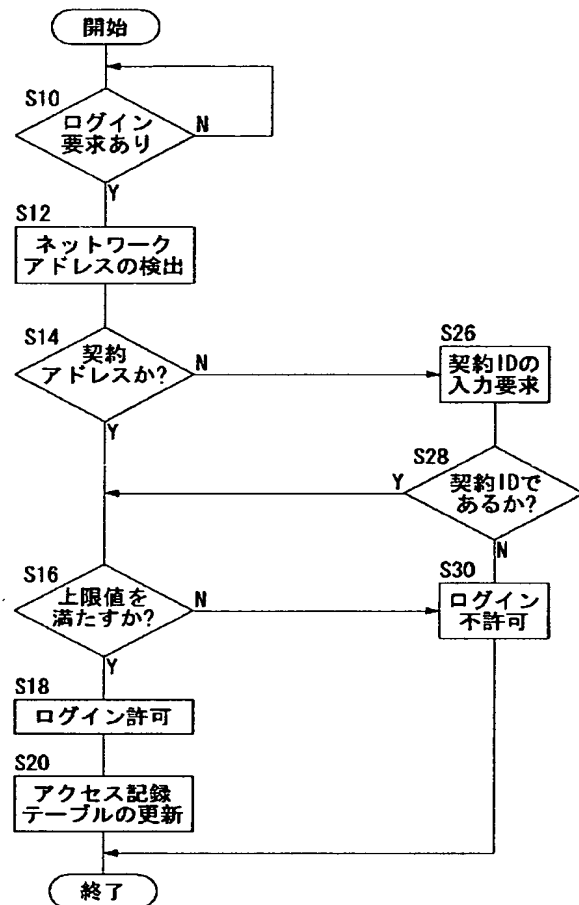 開始
S10
ログイン
要求あり
N
Y
S12
ネットワーク
アドレスの検出
S14
契約
アドレスか?
N
Y
S26
契約IDの
入力要求
S28
契約IDで
あるか?
Y
N
S16
上限値を
満たすか?
N
Y
S30
ログイン
不許可
S18
ログイン許可
S20
アクセス記録
テーブルの更新
終了